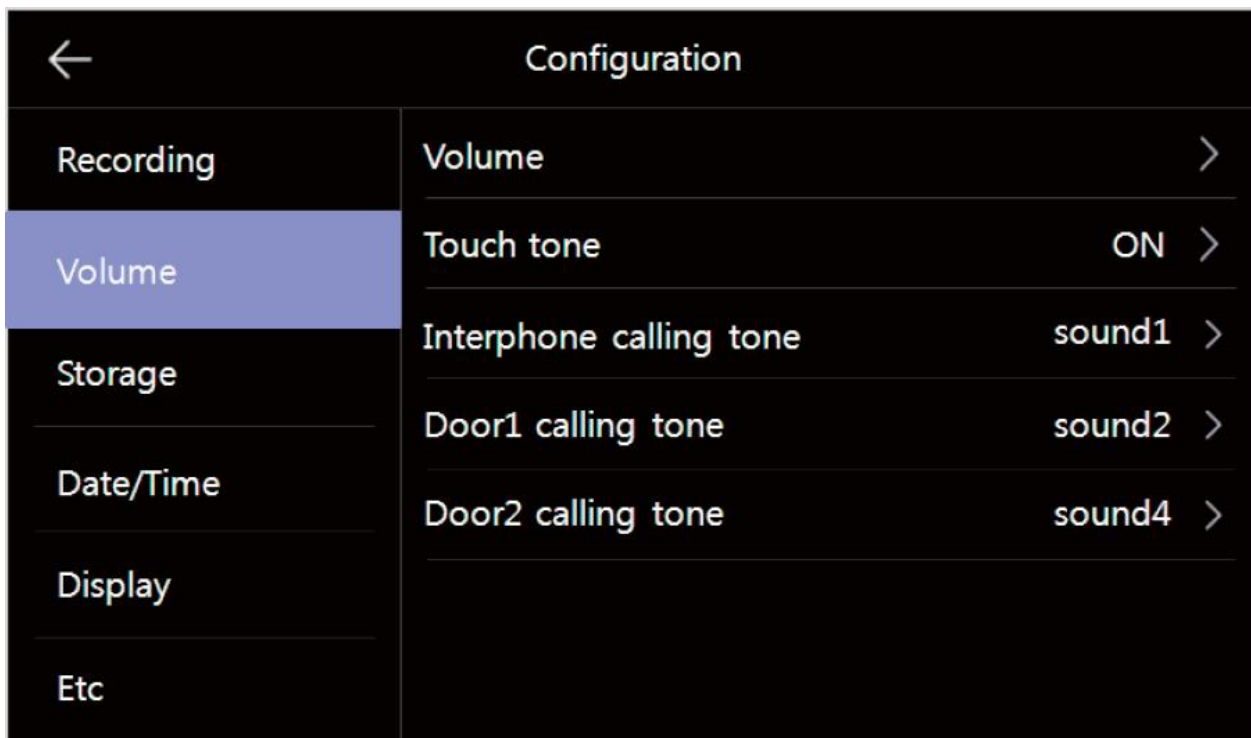 Configuration
Recording
Volume
Storage
Date/Time
Display
Etc
Volume
Touch tone ON
Interphone calling tone sound1
Door1 calling tone sound2
Door2 calling tone sound4